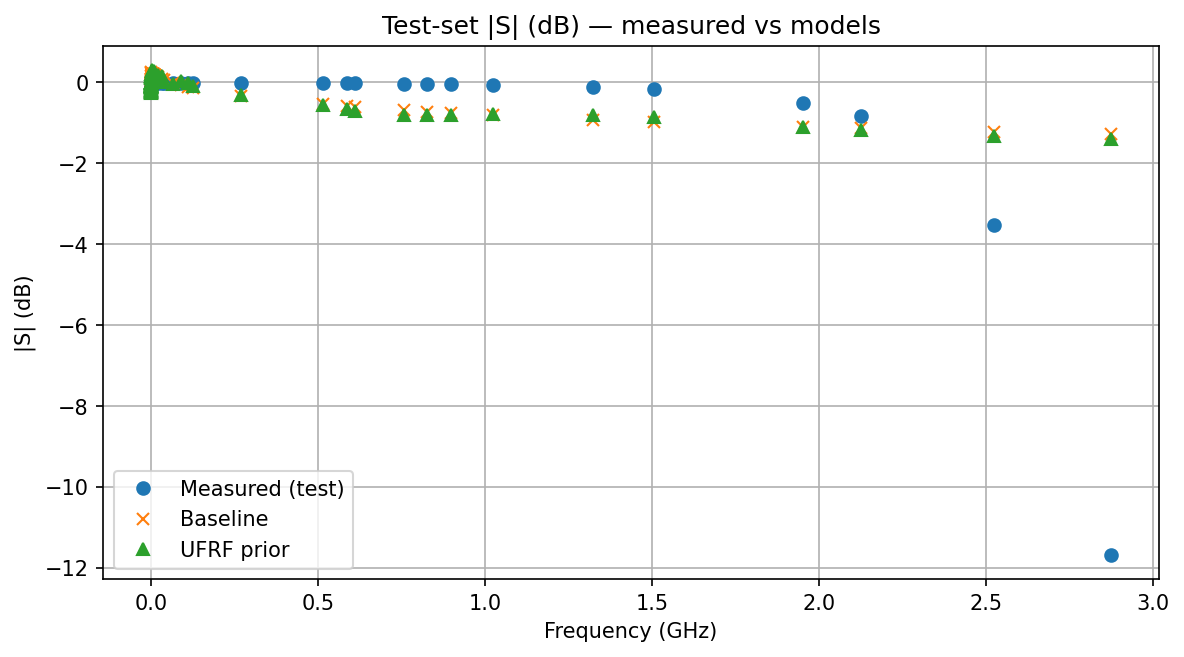 Test-set |S| (dB) — measured vs models
0
−2
−4
−6
−8
−10
−12
|S| (dB)
Measured (test)
Baseline
UFRF prior
0.0 0.5 1.0 1.5 2.0 2.5 3.0
Frequency (GHz)